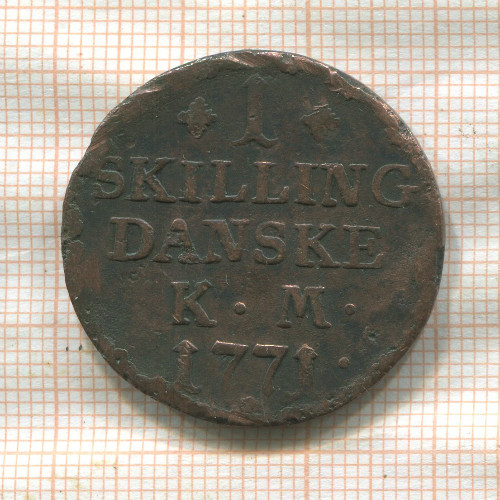 1
SKILLING
DANSKE
K · M ·
1771 ·